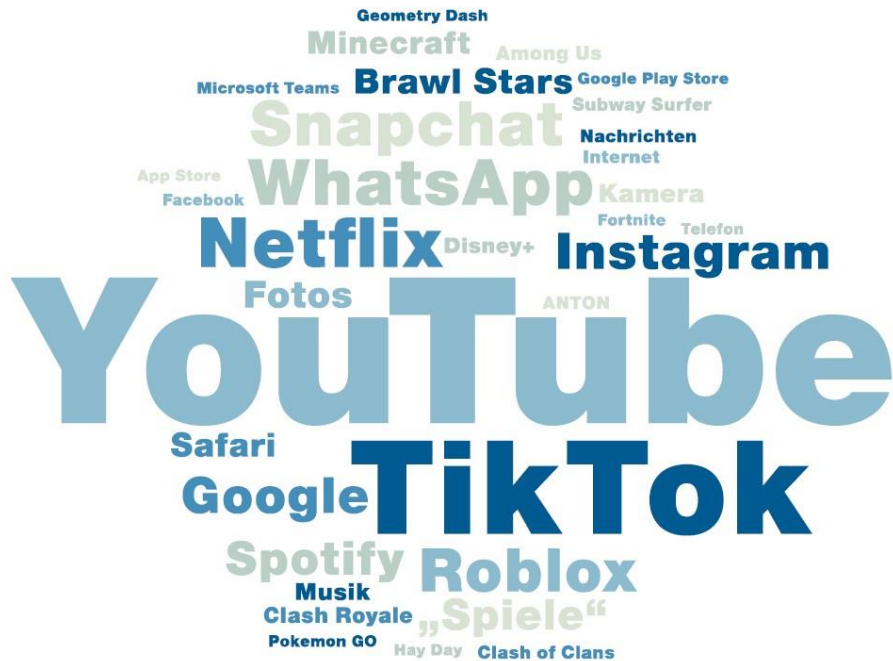 Geometry Dash
Minecraft
Among Us
Microsoft Teams
Brawl Stars
Google Play Store
Snapchat
Subway Surfer
Nachrichten
Internet
App Store
WhatsApp
Kamera
Facebook
Fortnite
Telefon
Netflix
Disney+
Instagram
Fotos
ANTON
YouTube
Safari
TikTok
Google
Spotify
Roblox
Musik
Clash Royale
„Spiele“
Pokemon GO
Hay Day
Clash of Clans